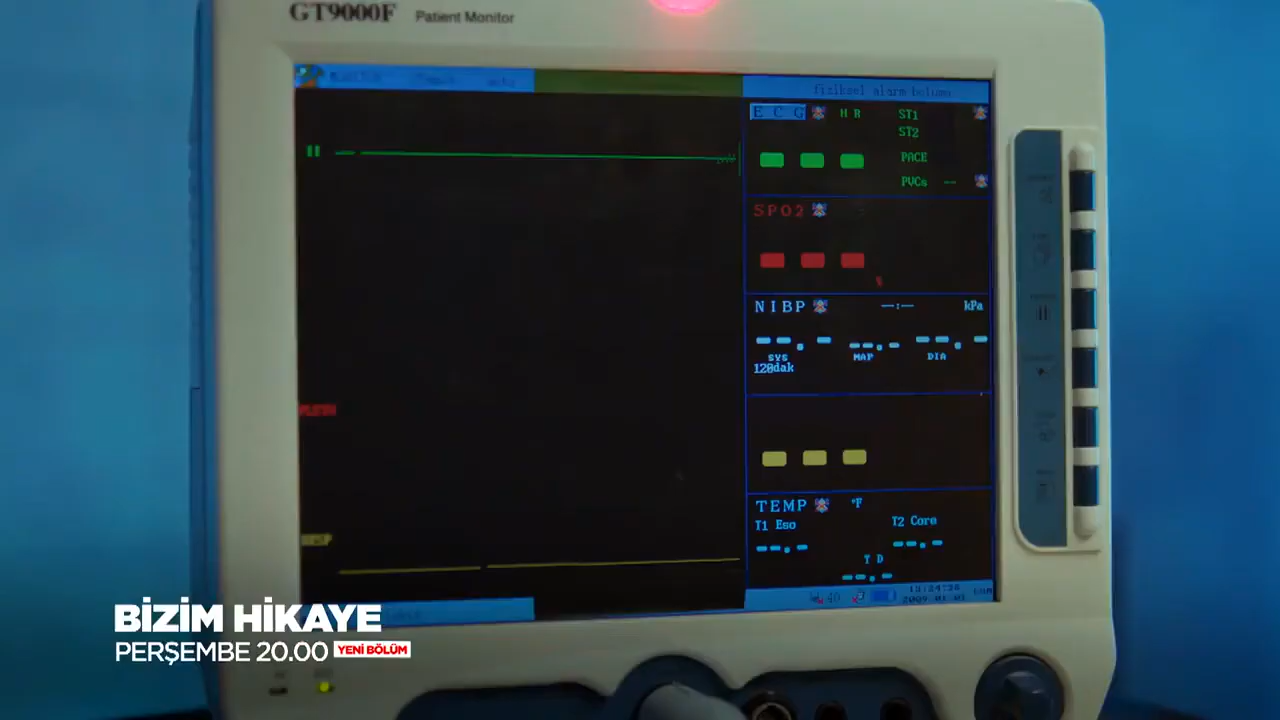 GT9000F Patient Monitor
fiziksel alarm bolumu
ECG HR ST1
ST2
PACE
PVCs --
SPO2
NIBP --:-- kPa
SYS MAP DIA
120dak
TEMP °F
T1 Eso T2 Core
TD
BİZİM HİKAYE
PERŞEMBE 20.00 YENİ BÖLÜM